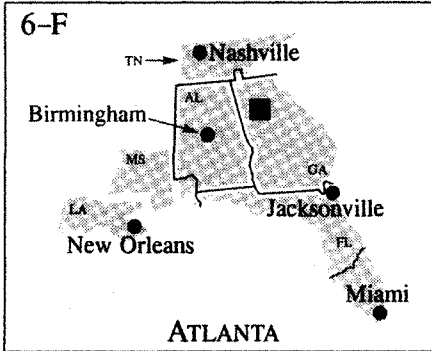 6-F
Nashville
TN
AL
Birmingham
MS
GA
Jacksonville
LA
New Orleans
FL
Miami
ATLANTA